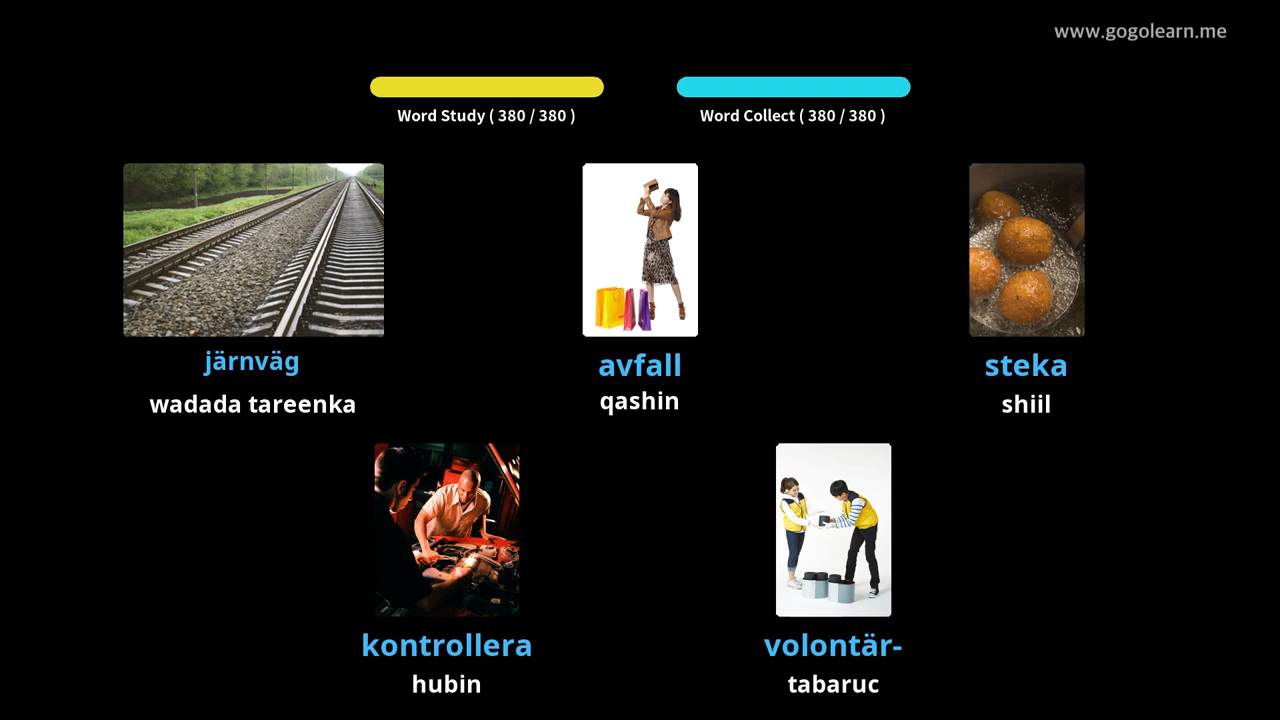 www.gogolearn.me
Word Study ( 380 / 380 )
Word Collect ( 380 / 380 )
järnväg
wadada tareenka
avfall
qashin
steka
shiil
kontrollera
hubin
volontär-
tabaruc